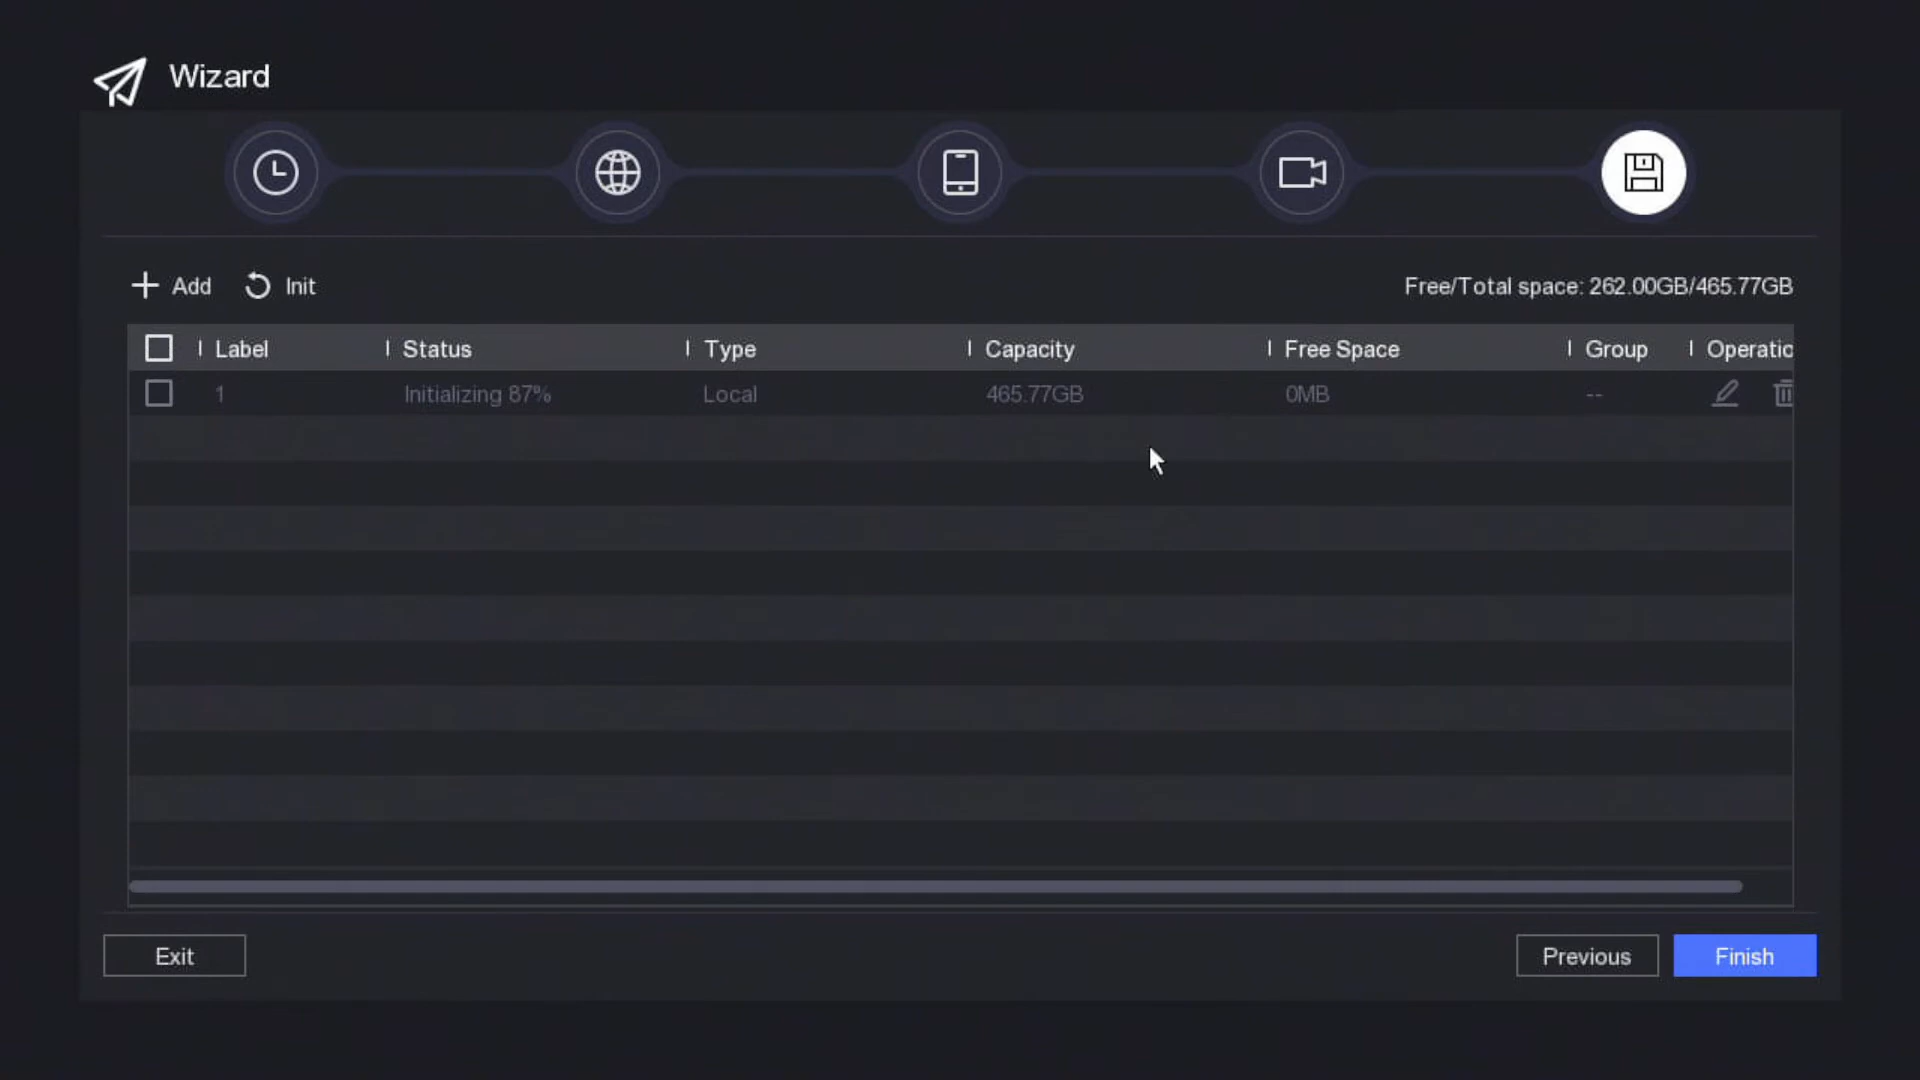 Wizard
Add Init Free/Total space: 262.00GB/465.77GB
Label Status Type Capacity Free Space Group Operatio
1 Initializing 87% Local 465.77GB 0MB --
Exit Previous Finish